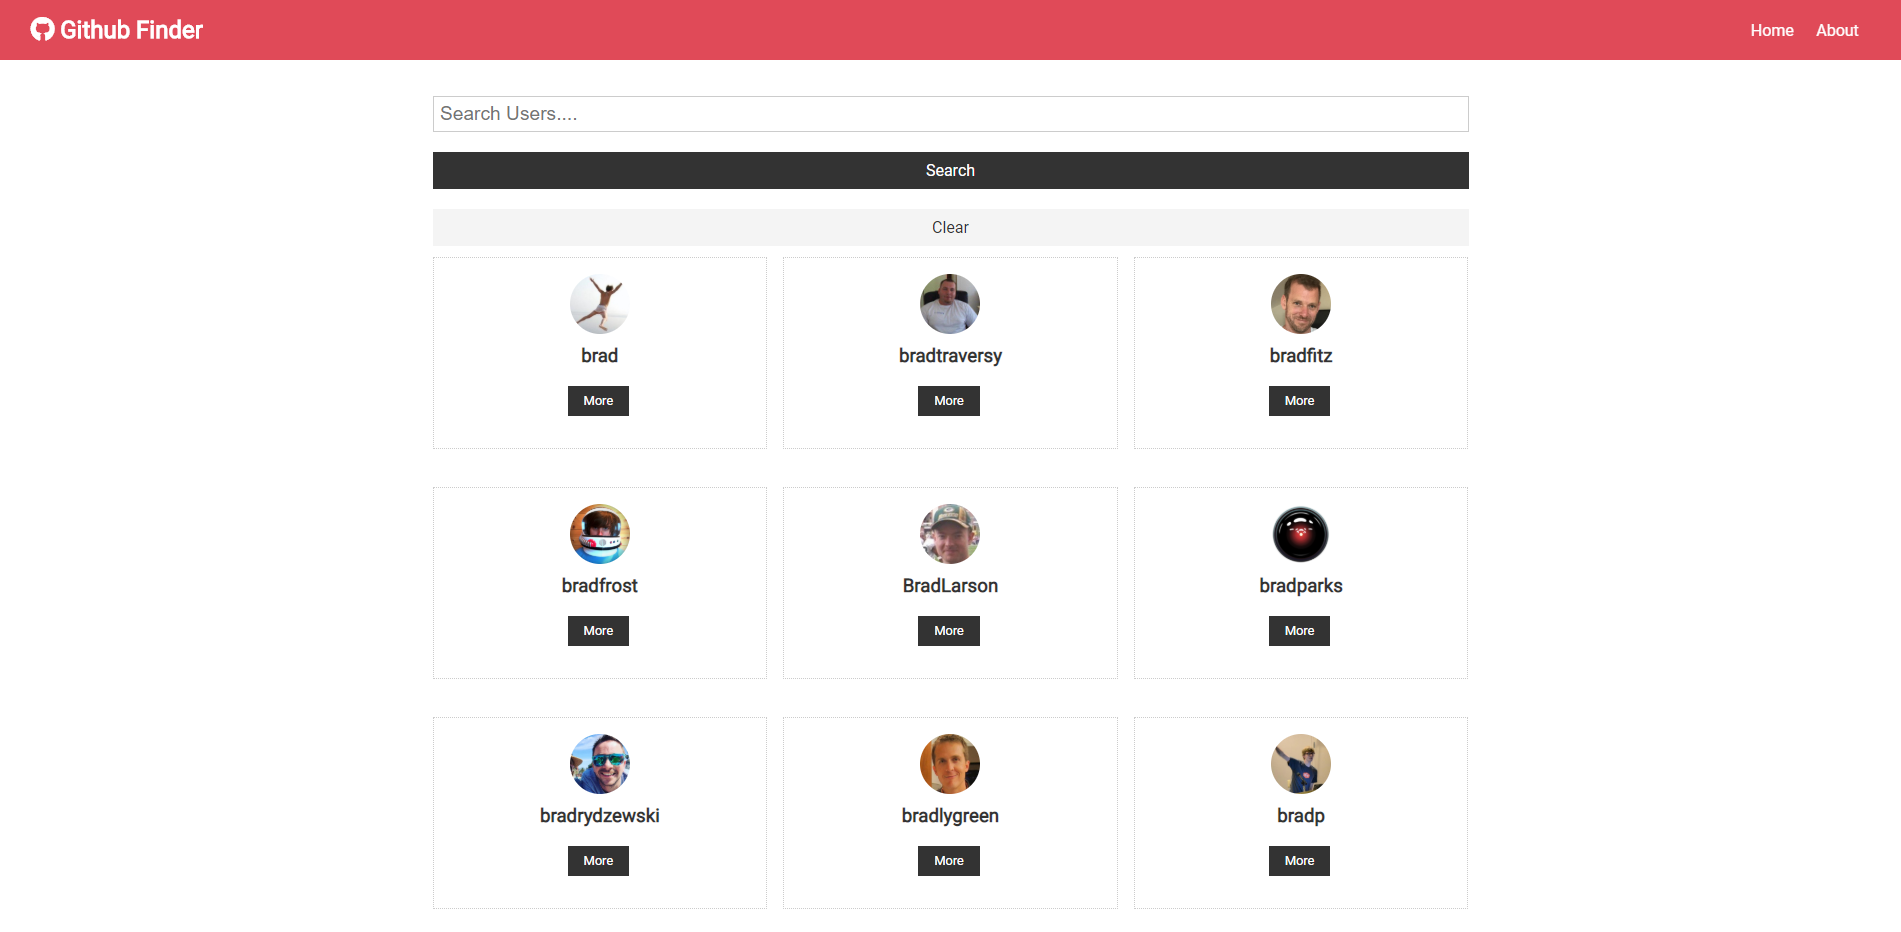 Github Finder
Home About
Search Users....
Search
Clear
brad
More
bradtraversy
More
bradfitz
More
bradfrost
More
BradLarson
More
bradparks
More
bradrydzewski
More
bradlygreen
More
bradp
More